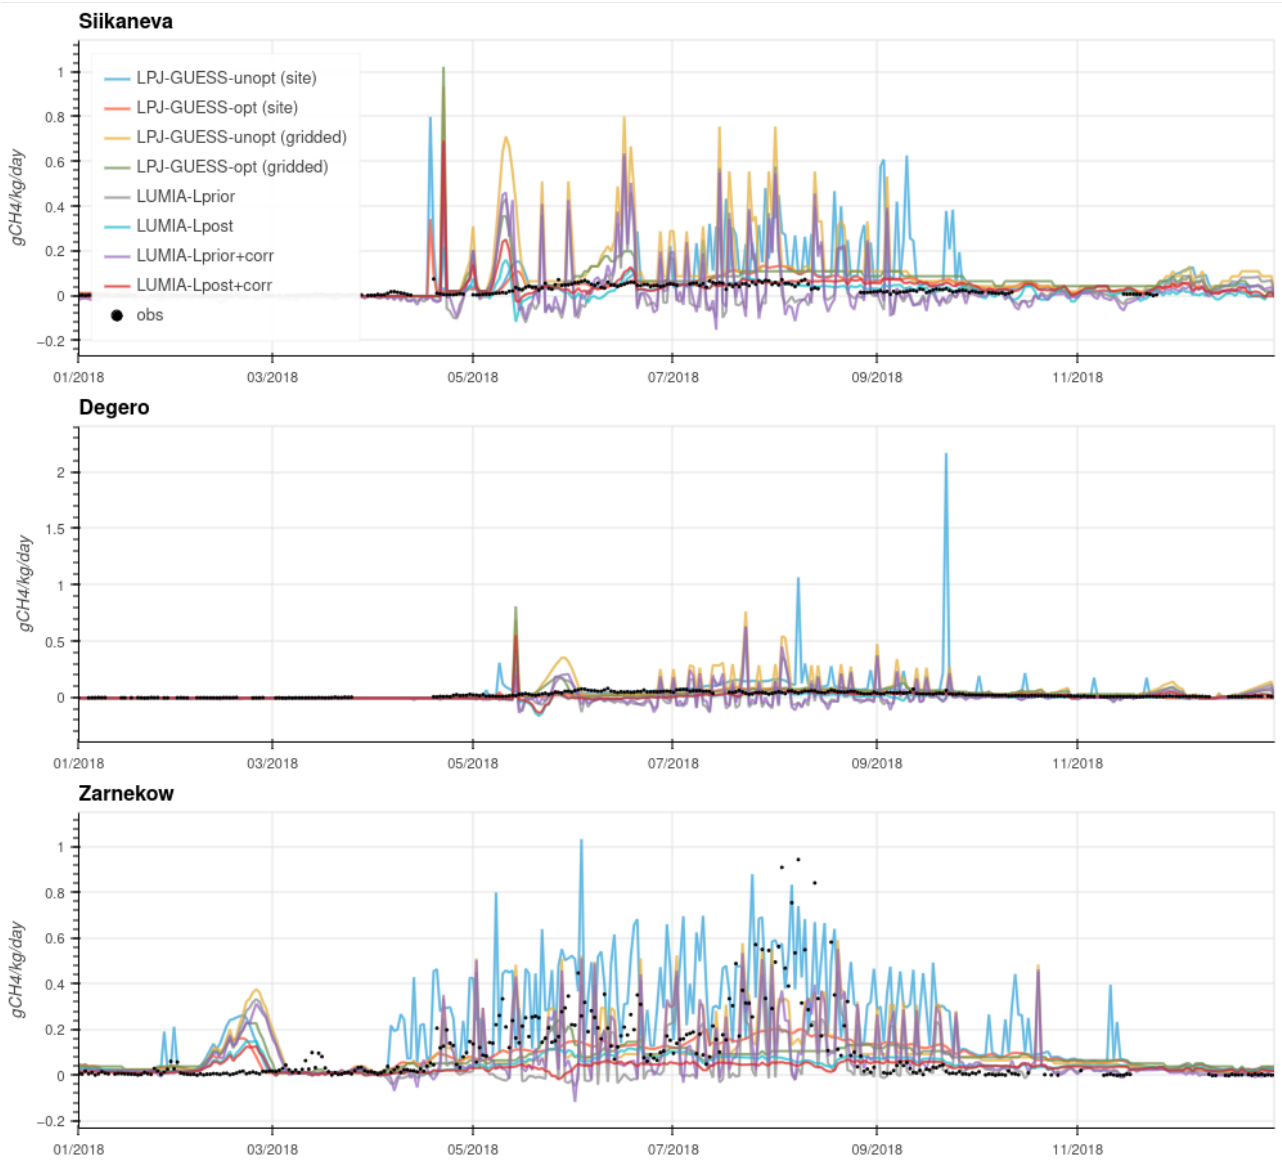 Siikaneva
1
0.8
0.6
0.4
0.2
0
−0.2
gCH4/kg/day
LPJ-GUESS-unopt (site)
LPJ-GUESS-opt (site)
LPJ-GUESS-unopt (gridded)
LPJ-GUESS-opt (gridded)
LUMIA-Lprior
LUMIA-Lpost
LUMIA-Lprior+corr
LUMIA-Lpost+corr
obs
01/2018 03/2018 05/2018 07/2018 09/2018 11/2018
Degero
2
1.5
1
0.5
0
gCH4/kg/day
01/2018 03/2018 05/2018 07/2018 09/2018 11/2018
Zarnekow
1
0.8
0.6
0.4
0.2
0
−0.2
gCH4/kg/day
01/2018 03/2018 05/2018 07/2018 09/2018 11/2018